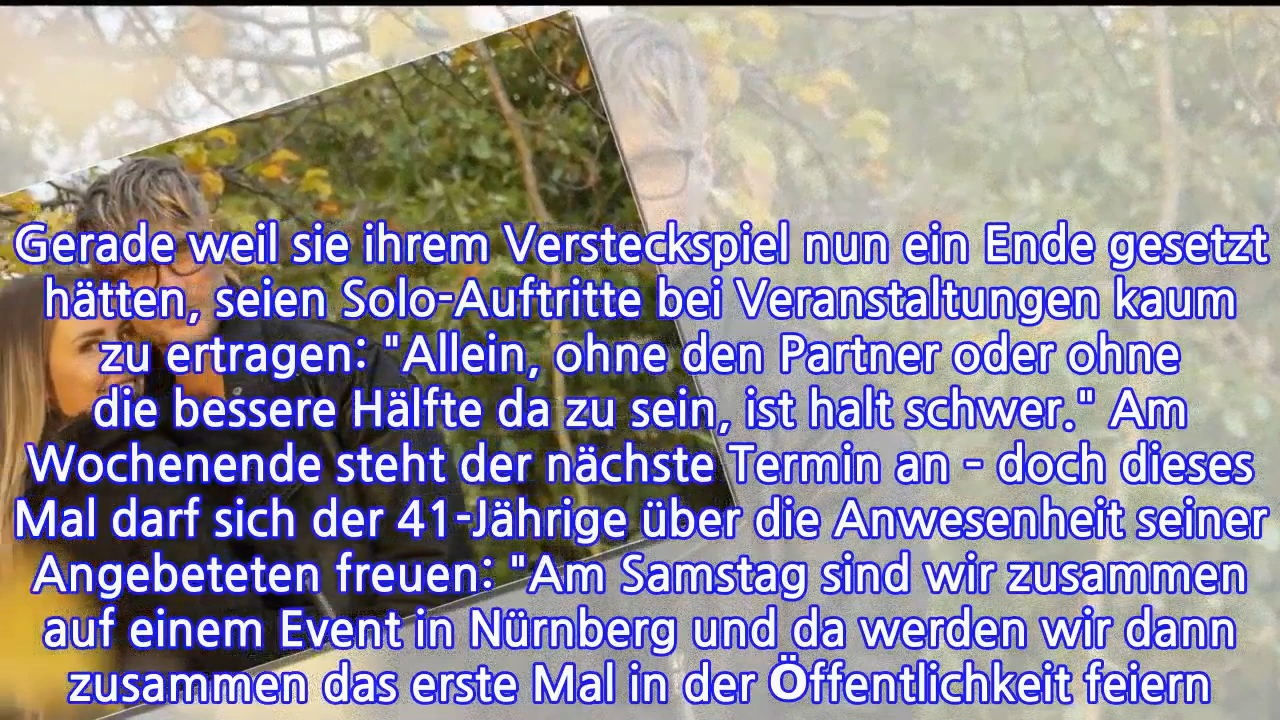 Gerade weil sie ihrem Versteckspiel nun ein Ende gesetzt
hätten, seien Solo-Auftritte bei Veranstaltungen kaum
zu ertragen: "Allein, ohne den Partner oder ohne
die bessere Hälfte da zu sein, ist halt schwer." Am
Wochenende steht der nächste Termin an - doch dieses
Mal darf sich der 41-Jährige über die Anwesenheit seiner
Angebeteten freuen: "Am Samstag sind wir zusammen
auf einem Event in Nürnberg und da werden wir dann
zusammen das erste Mal in der Öffentlichkeit feiern